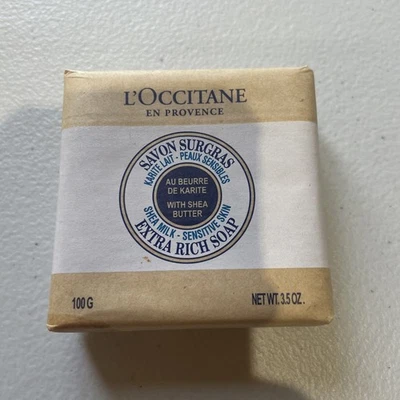 L'OCCITANE
EN PROVENCE
SAVON SURGRAS
KARITE LAIT - PEAUX SENSIBLES
AU BEURRE
DE KARITE
WITH SHEA
BUTTER
SHEA MILK - SENSITIVE SKIN
EXTRA RICH SOAP
100 G
NET WT. 3.5 OZ.